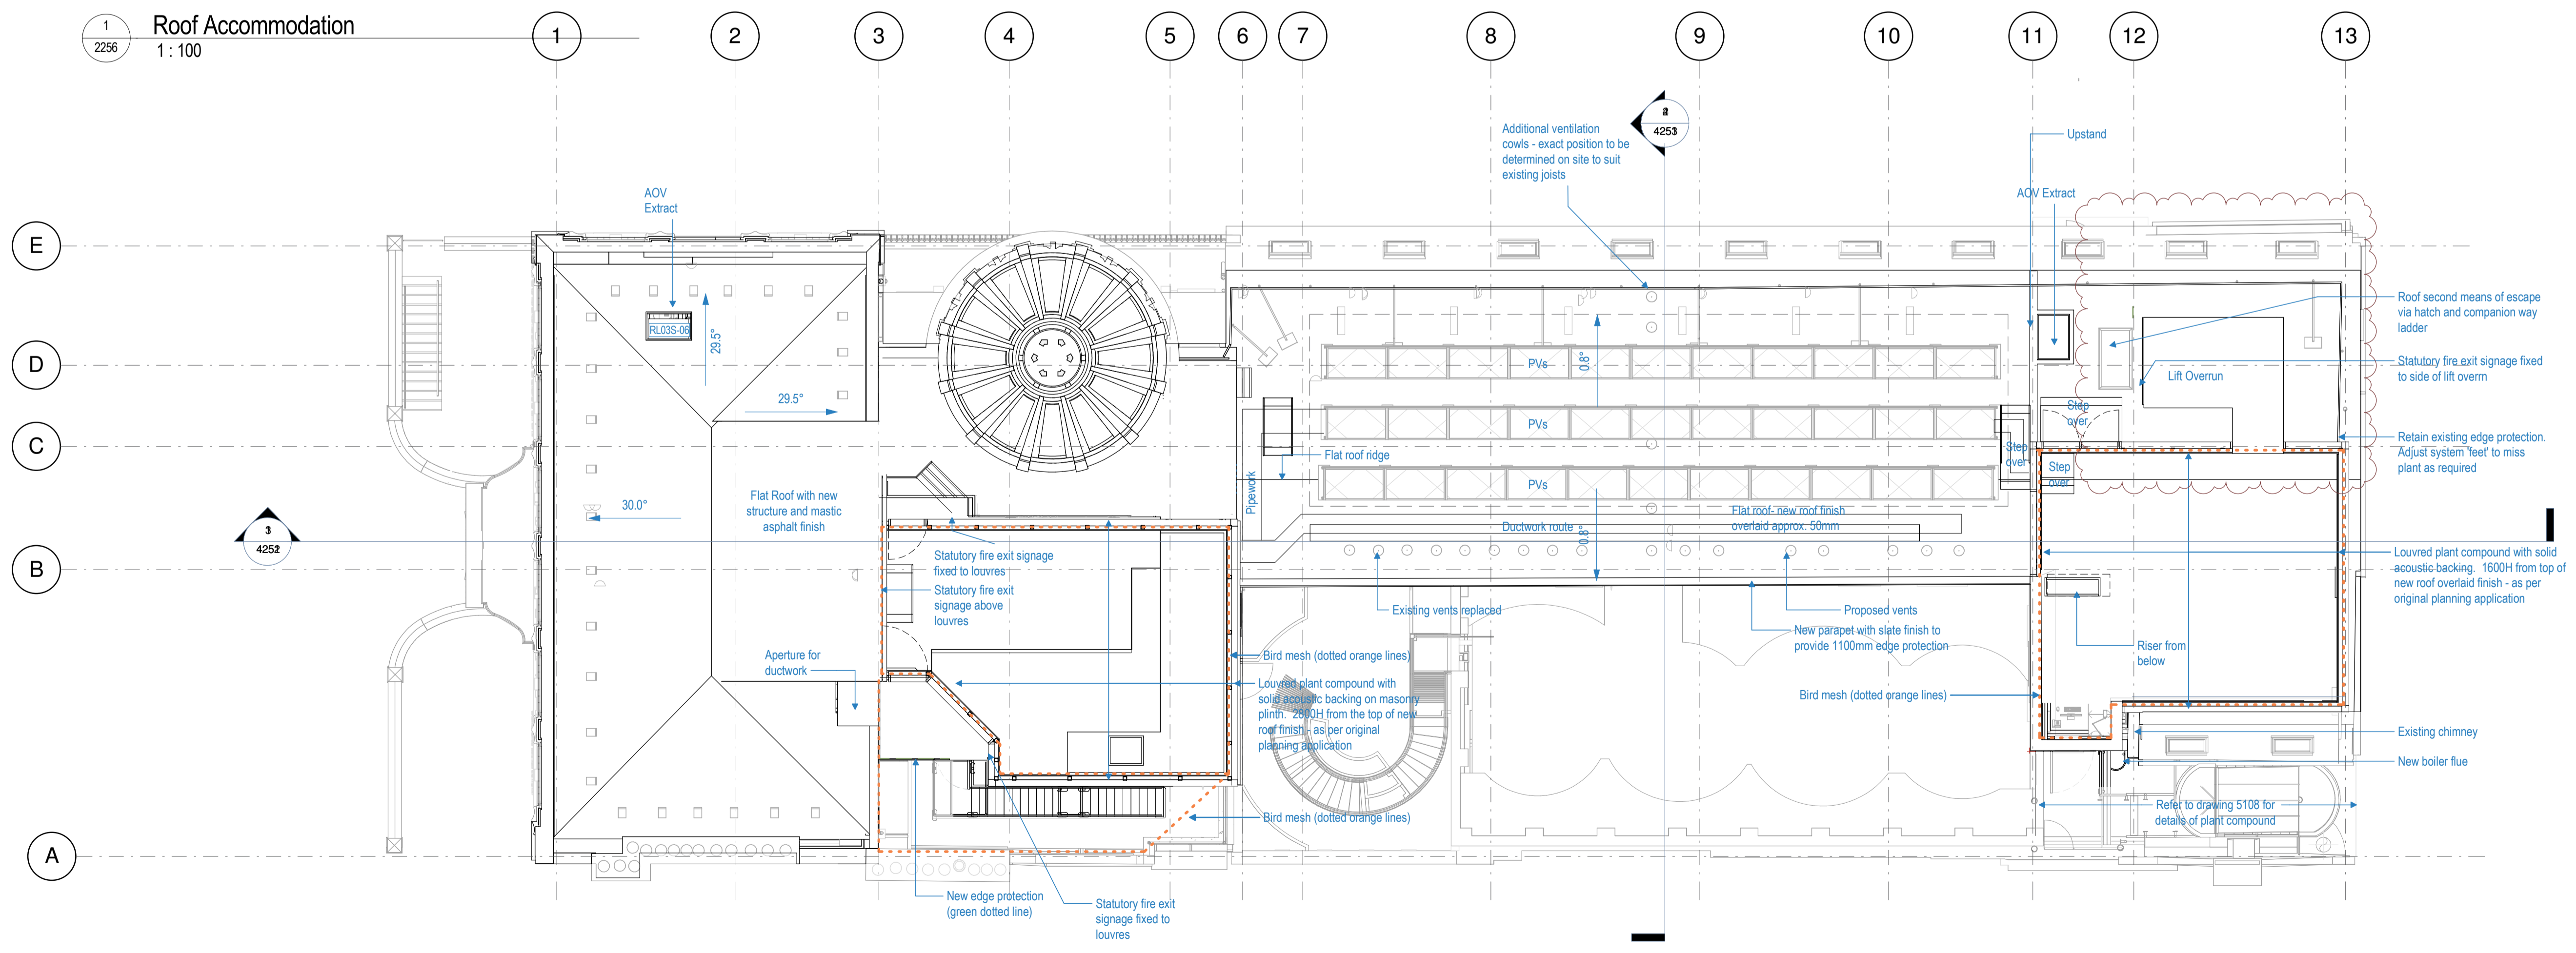 1
2256
Roof Accommodation
1 : 100
1
2
3
4
5
6
7
8
9
10
11
12
13
E
D
C
B
A
AOV
Extract
RL03S-06
29.5°
29.5°
30.0°
Flat Roof with new
structure and mastic
asphalt finish
Aperture for
ductwork
Statutory fire exit signage
fixed to louvres
Statutory fire exit
signage above
louvres
New edge protection
(green dotted line)
Statutory fire exit
signage fixed to
louvres
Bird mesh (dotted orange lines)
Louvred plant compound with
solid acoustic backing on masonry
plinth. 2800H from the top of new
roof finish - as per original
planning application
Bird mesh (dotted orange lines)
Pipework
Flat roof ridge
Additional ventilation
cowls - exact position to be
determined on site to suit
existing joists
4253
PVs
PVs
PVs
0.8°
0.8°
Ductwork route
Flat roof- new roof finish
overlaid approx. 50mm
Existing vents replaced
Proposed vents
New parapet with slate finish to
provide 1100mm edge protection
Upstand
AOV Extract
Step
over
Step
over
Step
over
Lift Overrun
Roof second means of escape
via hatch and companion way
ladder
Statutory fire exit signage fixed
to side of lift overrn
Retain existing edge protection.
Adjust system 'feet' to miss
plant as required
Louvred plant compound with solid
acoustic backing. 1600H from top of
new roof overlaid finish - as per
original planning application
Riser from
below
Bird mesh (dotted orange lines)
Existing chimney
New boiler flue
Refer to drawing 5108 for
details of plant compound